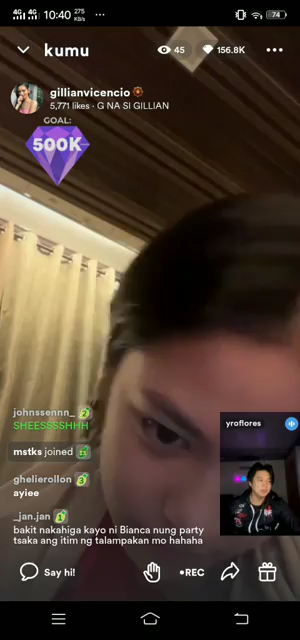 4G 4G 10:40 275 KB/s ... 74
kumu 45 156.8K
gillianvicencio
5,771 likes · G NA SI GILLIAN
GOAL:
500K
johnssennn_ 2
SHEESSSSHHH
yroflores
mstks joined
ghelierollon 3
ayiee
_jan.jan 1
bakit nakahiga kayo ni Bianca nung party
tsaka ang itim ng talampakan mo hahaha
Say hi! •REC